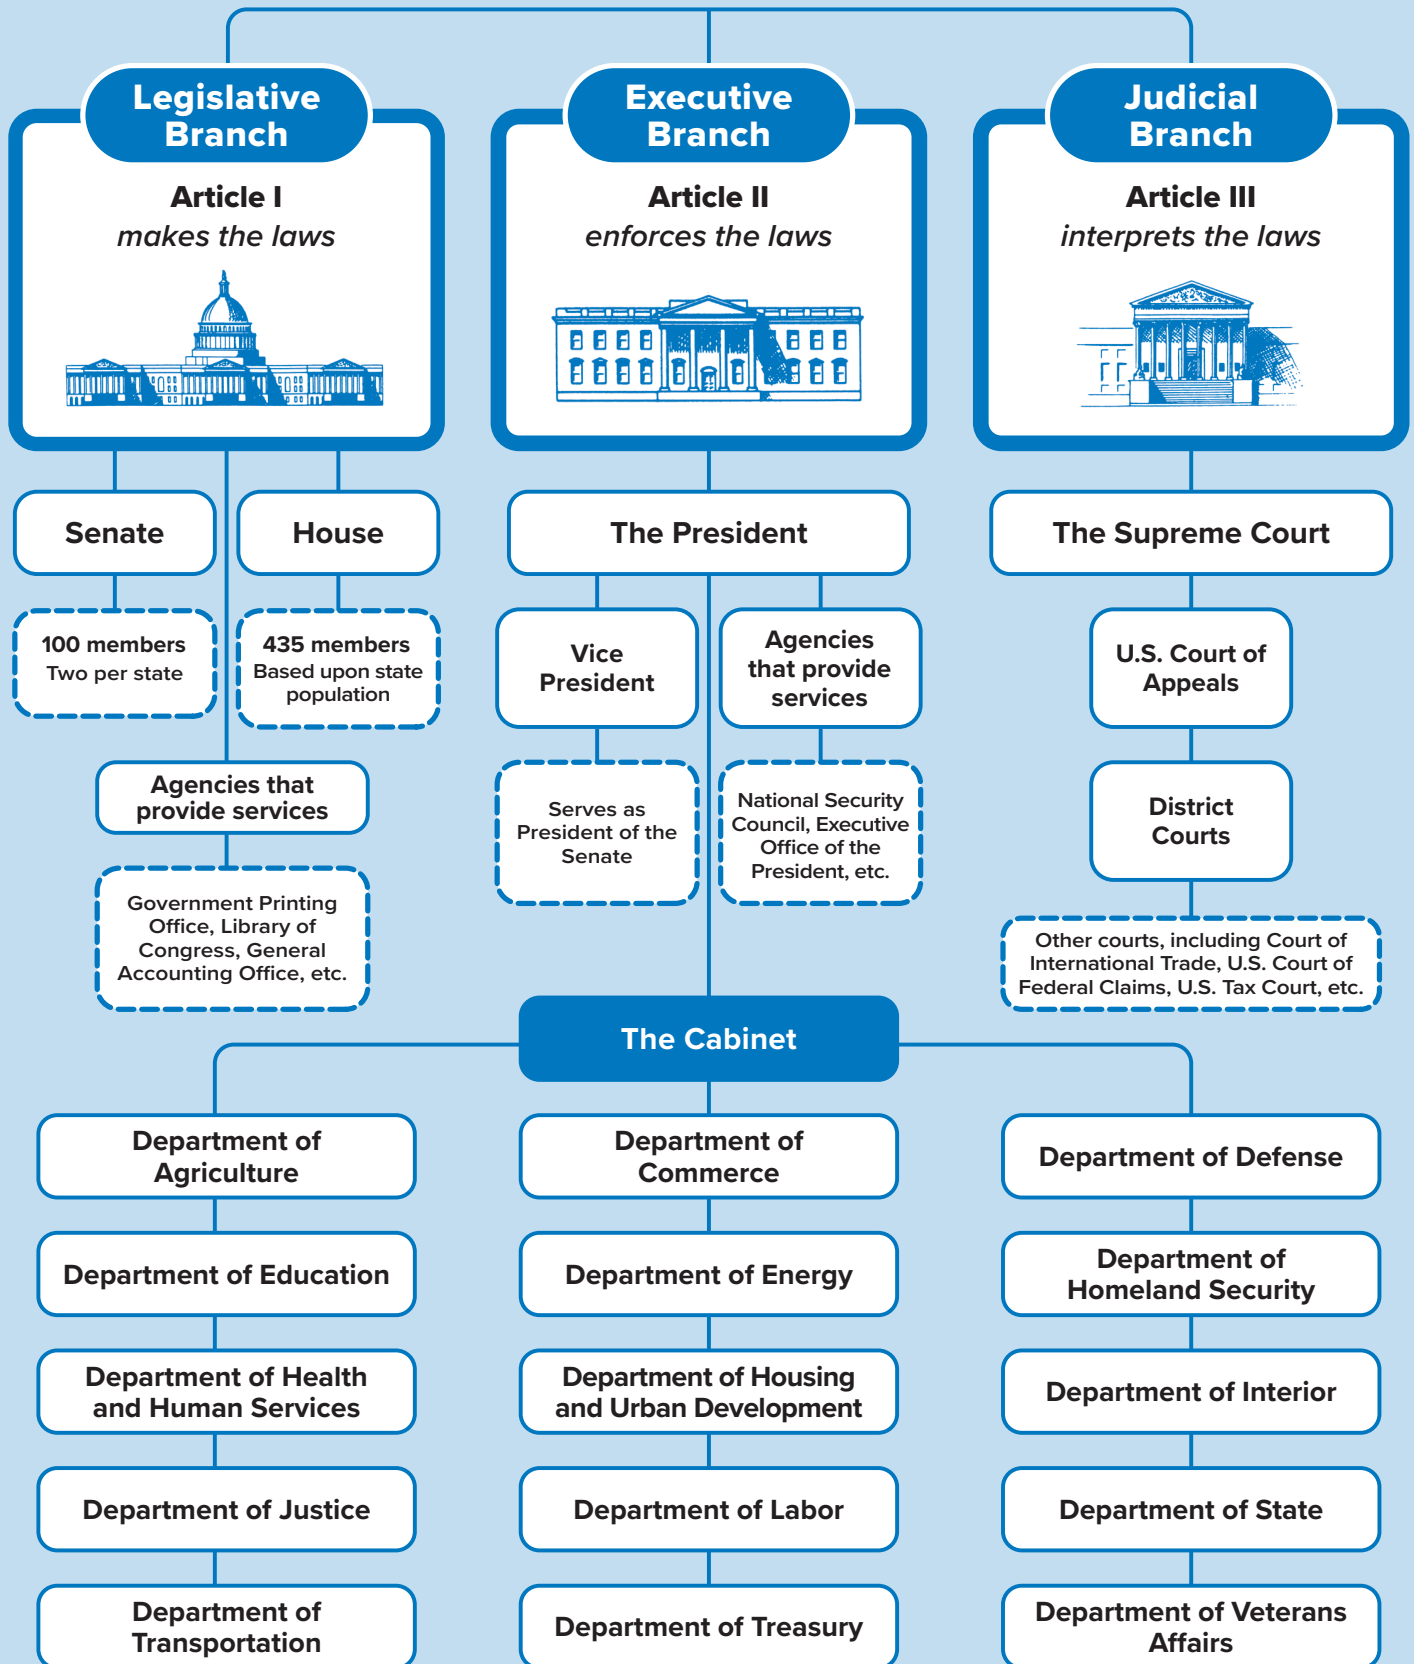 Legislative
Branch
Article I
makes the laws
Executive
Branch
Article II
enforces the laws
Judicial
Branch
Article III
interprets the laws
Senate
100 members
Two per state
House
435 members
Based upon state
population
Agencies that
provide services
Government Printing
Office, Library of
Congress, General
Accounting Office, etc.
The President
Vice
President
Serves as
President of the
Senate
Agencies
that provide
services
National Security
Council, Executive
Office of the
President, etc.
The Supreme Court
U.S. Court of
Appeals
District
Courts
Other courts, including Court of
International Trade, U.S. Court of
Federal Claims, U.S. Tax Court, etc.
The Cabinet
Department of
Agriculture
Department of
Commerce
Department of Defense
Department of Education
Department of Energy
Department of
Homeland Security
Department of Health
and Human Services
Department of Housing
and Urban Development
Department of Interior
Department of Justice
Department of Labor
Department of State
Department of
Transportation
Department of Treasury
Department of Veterans
Affairs